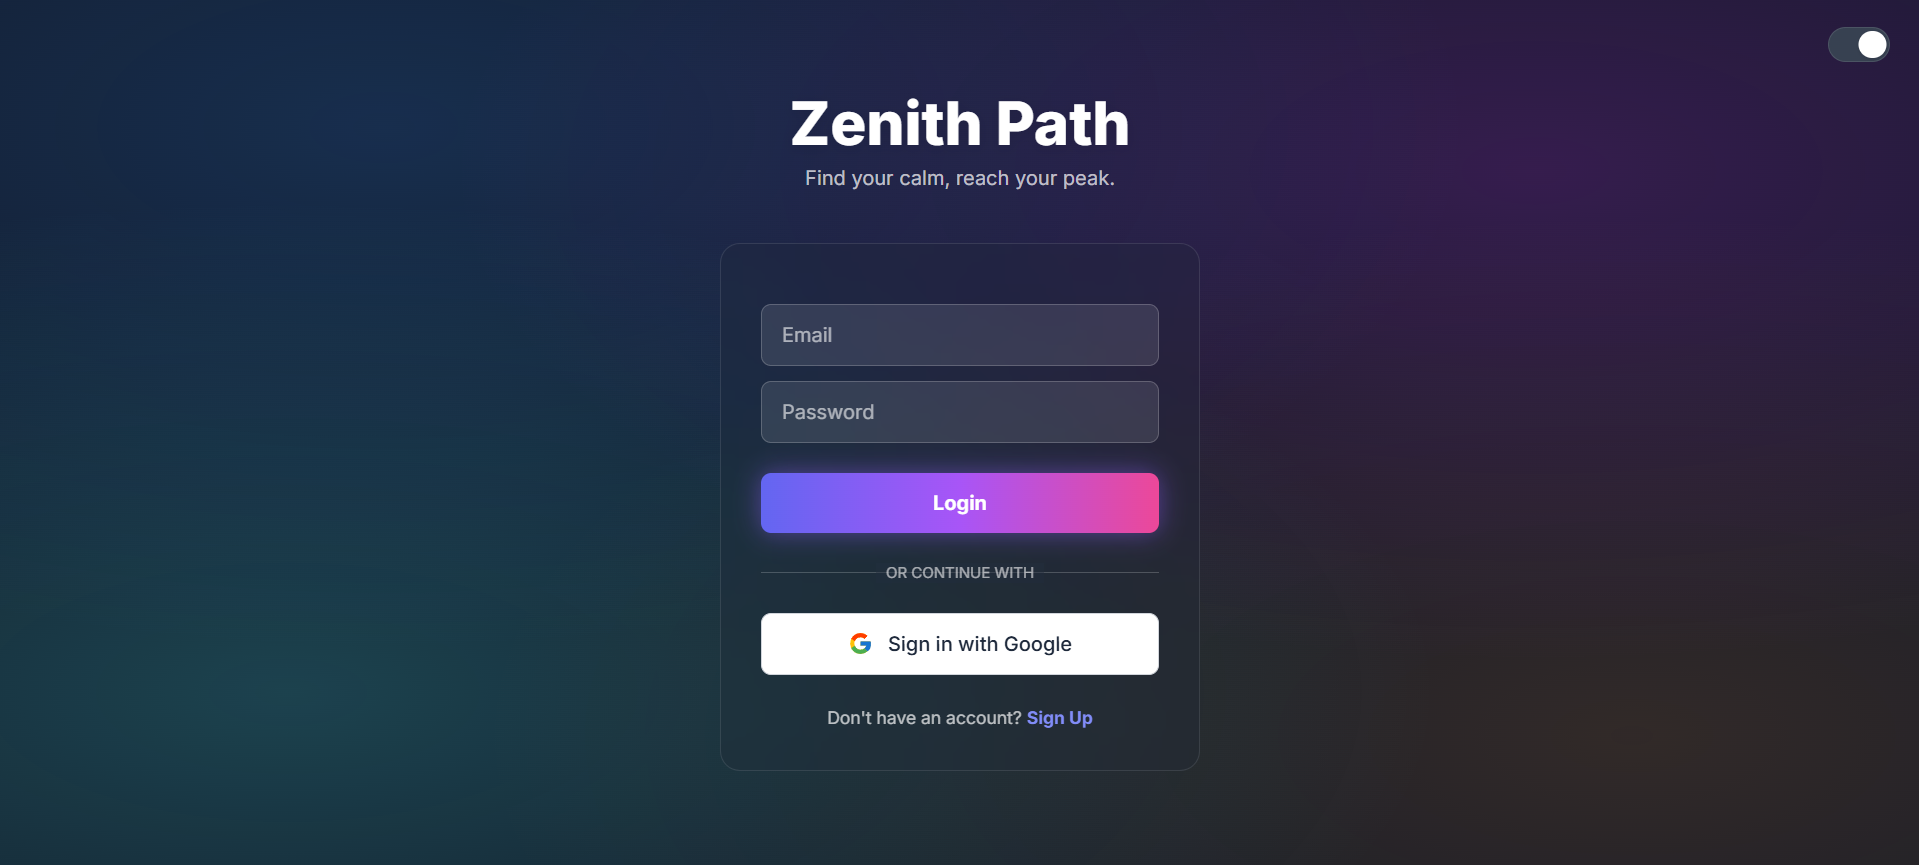 Zenith Path
Find your calm, reach your peak.
Email
Password
Login
OR CONTINUE WITH
Sign in with Google
Don't have an account? Sign Up